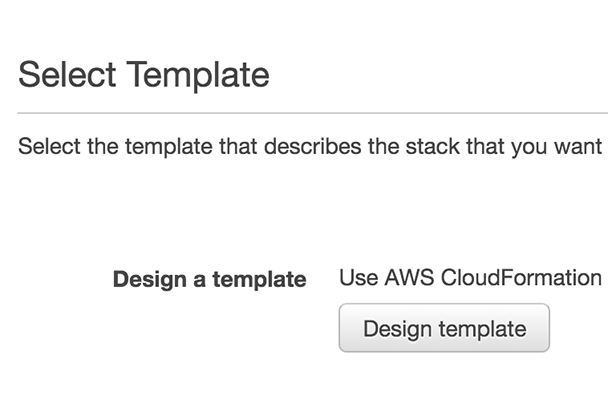 Select Template
Select the template that describes the stack that you want
Design a template
Use AWS CloudFormation
Design template